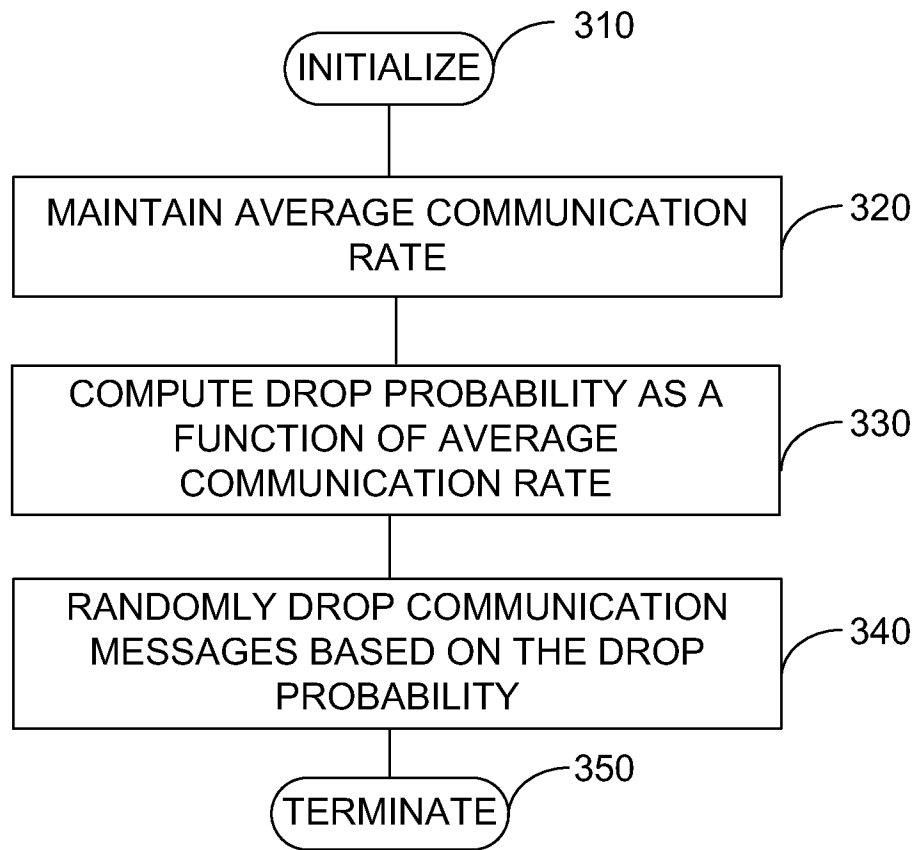 310
INITIALIZE
MAINTAIN AVERAGE COMMUNICATION
RATE
320
COMPUTE DROP PROBABILITY AS A
FUNCTION OF AVERAGE
COMMUNICATION RATE
330
RANDOMLY DROP COMMUNICATION
MESSAGES BASED ON THE DROP
PROBABILITY
340
350
TERMINATE